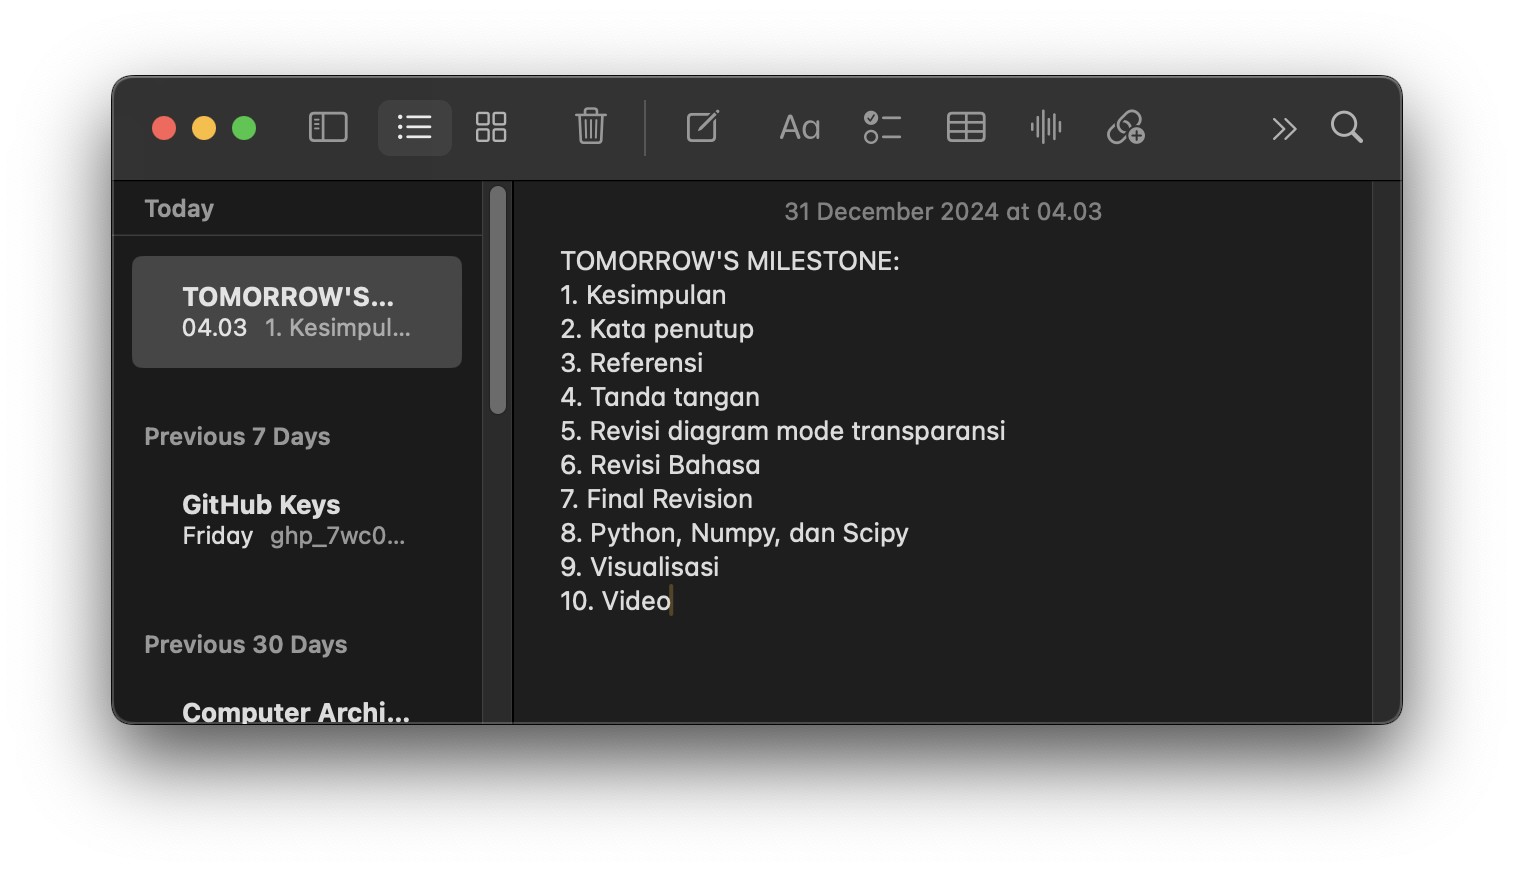 Today
TOMORROW'S...
04.03 1. Kesimpul...
Previous 7 Days
GitHub Keys
Friday ghp_7wc0...
Previous 30 Days
Computer Archi...
Aa
31 December 2024 at 04.03
TOMORROW'S MILESTONE:
1. Kesimpulan
2. Kata penutup
3. Referensi
4. Tanda tangan
5. Revisi diagram mode transparansi
6. Revisi Bahasa
7. Final Revision
8. Python, Numpy, dan Scipy
9. Visualisasi
10. Video